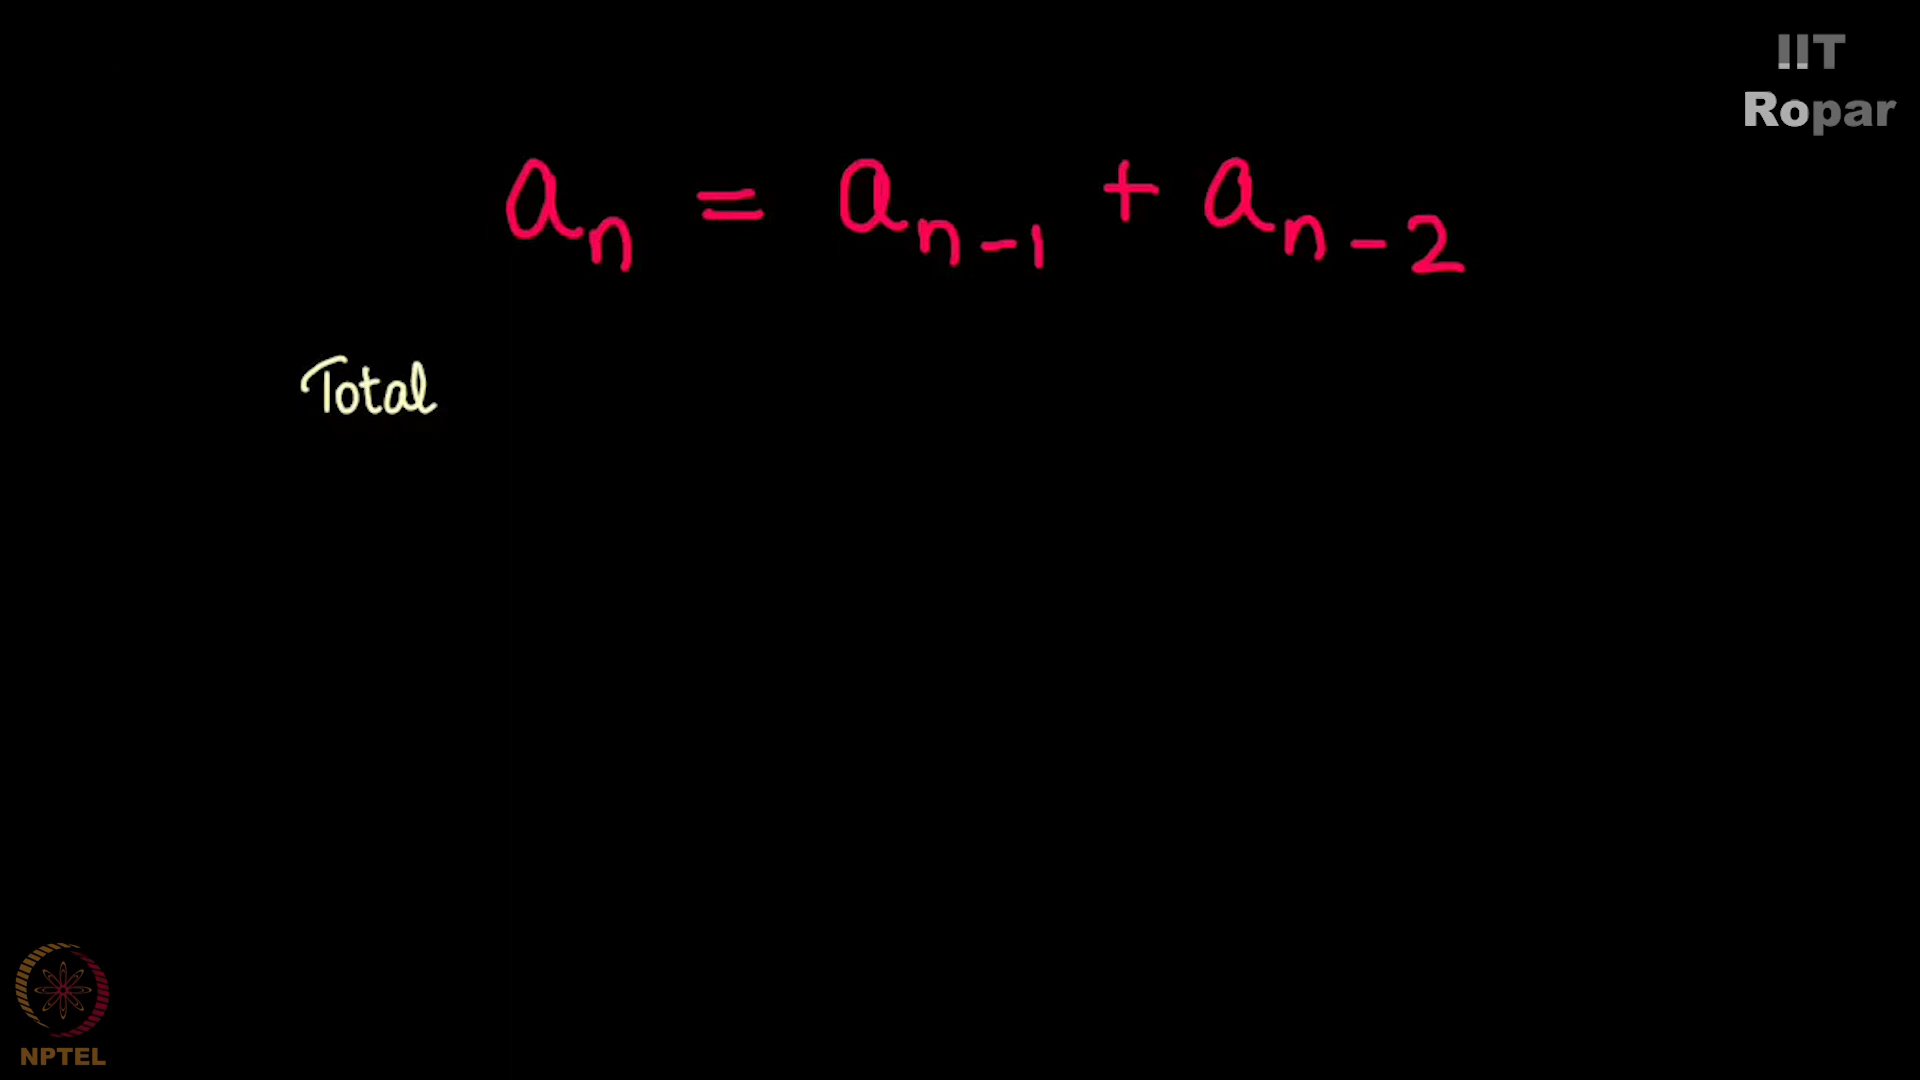 IIT
Ropar
aₙ = aₙ₋₁ + aₙ₋₂
Total
NPTEL